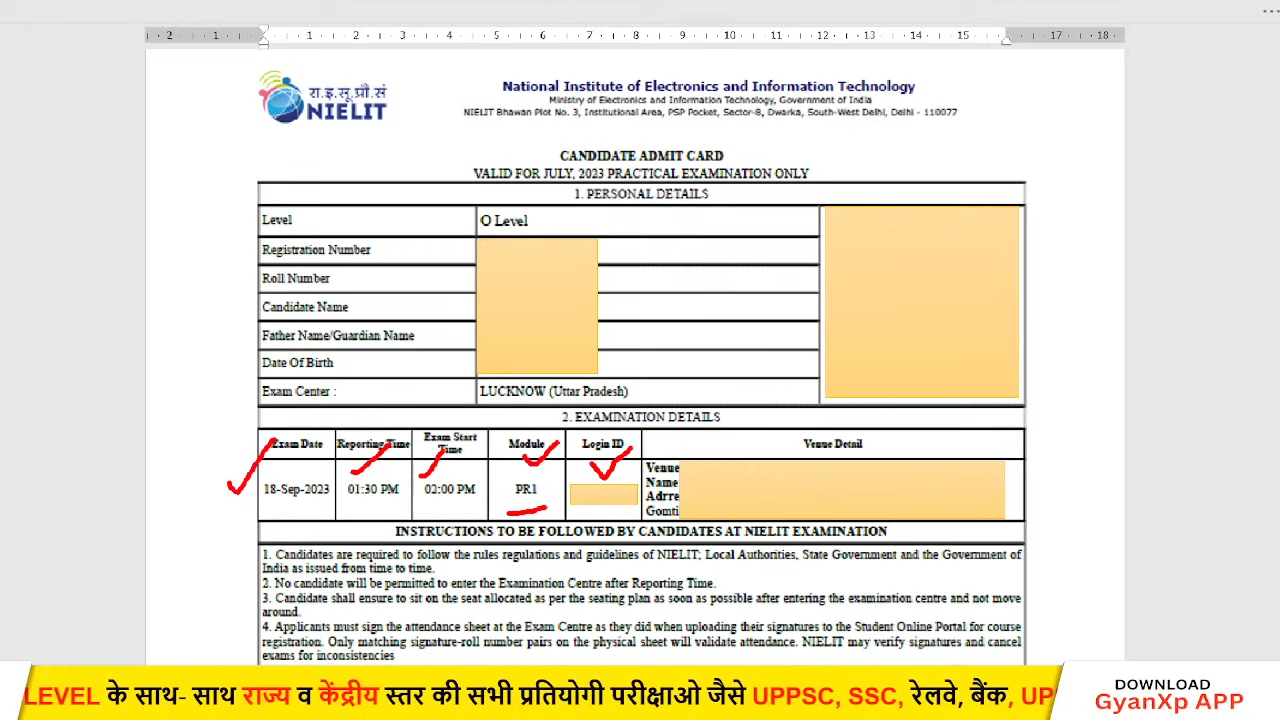 2 1 1 2 3 4 5 6 7 8 9 10 11 12 13 14 15 17 18
रा.इ.सू.प्रौ.सं
NIELIT
National Institute of Electronics and Information Technology
Ministry of Electronics and Information Technology, Government of India
NIELIT Bhawan Plot No. 3, Institutional Area, PSP Pocket, Sector-8, Dwarka, South-West Delhi, Delhi - 110077
CANDIDATE ADMIT CARD
VALID FOR JULY, 2023 PRACTICAL EXAMINATION ONLY
1. PERSONAL DETAILS
Level O Level
Registration Number
Roll Number
Candidate Name
Father Name/Guardian Name
Date Of Birth
Exam Center : LUCKNOW (Uttar Pradesh)
2. EXAMINATION DETAILS
Exam Date Reporting Time Exam Start Time Module Login ID Venue Detail
18-Sep-2023 01:30 PM 02:00 PM PR1
Venue
Name
Adrre
Gomti
INSTRUCTIONS TO BE FOLLOWED BY CANDIDATES AT NIELIT EXAMINATION
1. Candidates are required to follow the rules regulations and guidelines of NIELIT; Local Authorities, State Government and the Government of
India as issued from time to time.
2. No candidate will be permitted to enter the Examination Centre after Reporting Time.
3. Candidate shall ensure to sit on the seat allocated as per the seating plan as soon as possible after entering the examination centre and not move
around.
4. Applicants must sign the attendance sheet at the Exam Centre as they did when uploading their signatures to the Student Online Portal for course
registration. Only matching signature-roll number pairs on the physical sheet will validate attendance. NIELIT may verify signatures and cancel
exams for inconsistencies
LEVEL के साथ- साथ राज्य व केंद्रीय स्तर की सभी प्रतियोगी परीक्षाओ जैसे UPPSC, SSC, रेलवे, बैंक, UP
DOWNLOAD
GyanXp APP